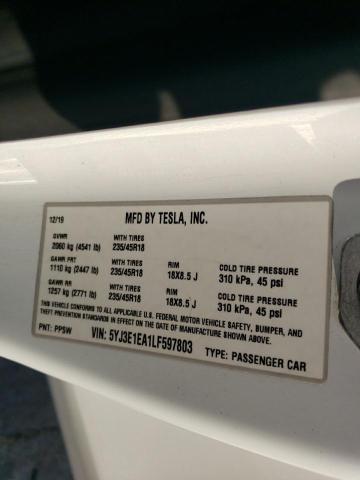 12/19 MFD BY TESLA, INC.
GVWR WITH TIRES
2060 kg (4541 lb) 235/45R18
GAWR FRT WITH TIRES RIM COLD TIRE PRESSURE
1110 kg (2447 lb) 235/45R18 18X8.5 J 310 kPa, 45 psi
GAWR RR WITH TIRES RIM COLD TIRE PRESSURE
1257 kg (2771 lb) 235/45R18 18X8.5 J 310 kPa, 45 psi
THIS VEHICLE CONFORMS TO ALL APPLICABLE U.S. FEDERAL MOTOR VEHICLE SAFETY, BUMPER, AND
THEFT PREVENTION STANDARDS IN EFFECT ON THE DATE OF MANUFACTURE SHOWN ABOVE.
PNT: PPSW VIN: 5YJ3E1EA1LF597803 TYPE: PASSENGER CAR